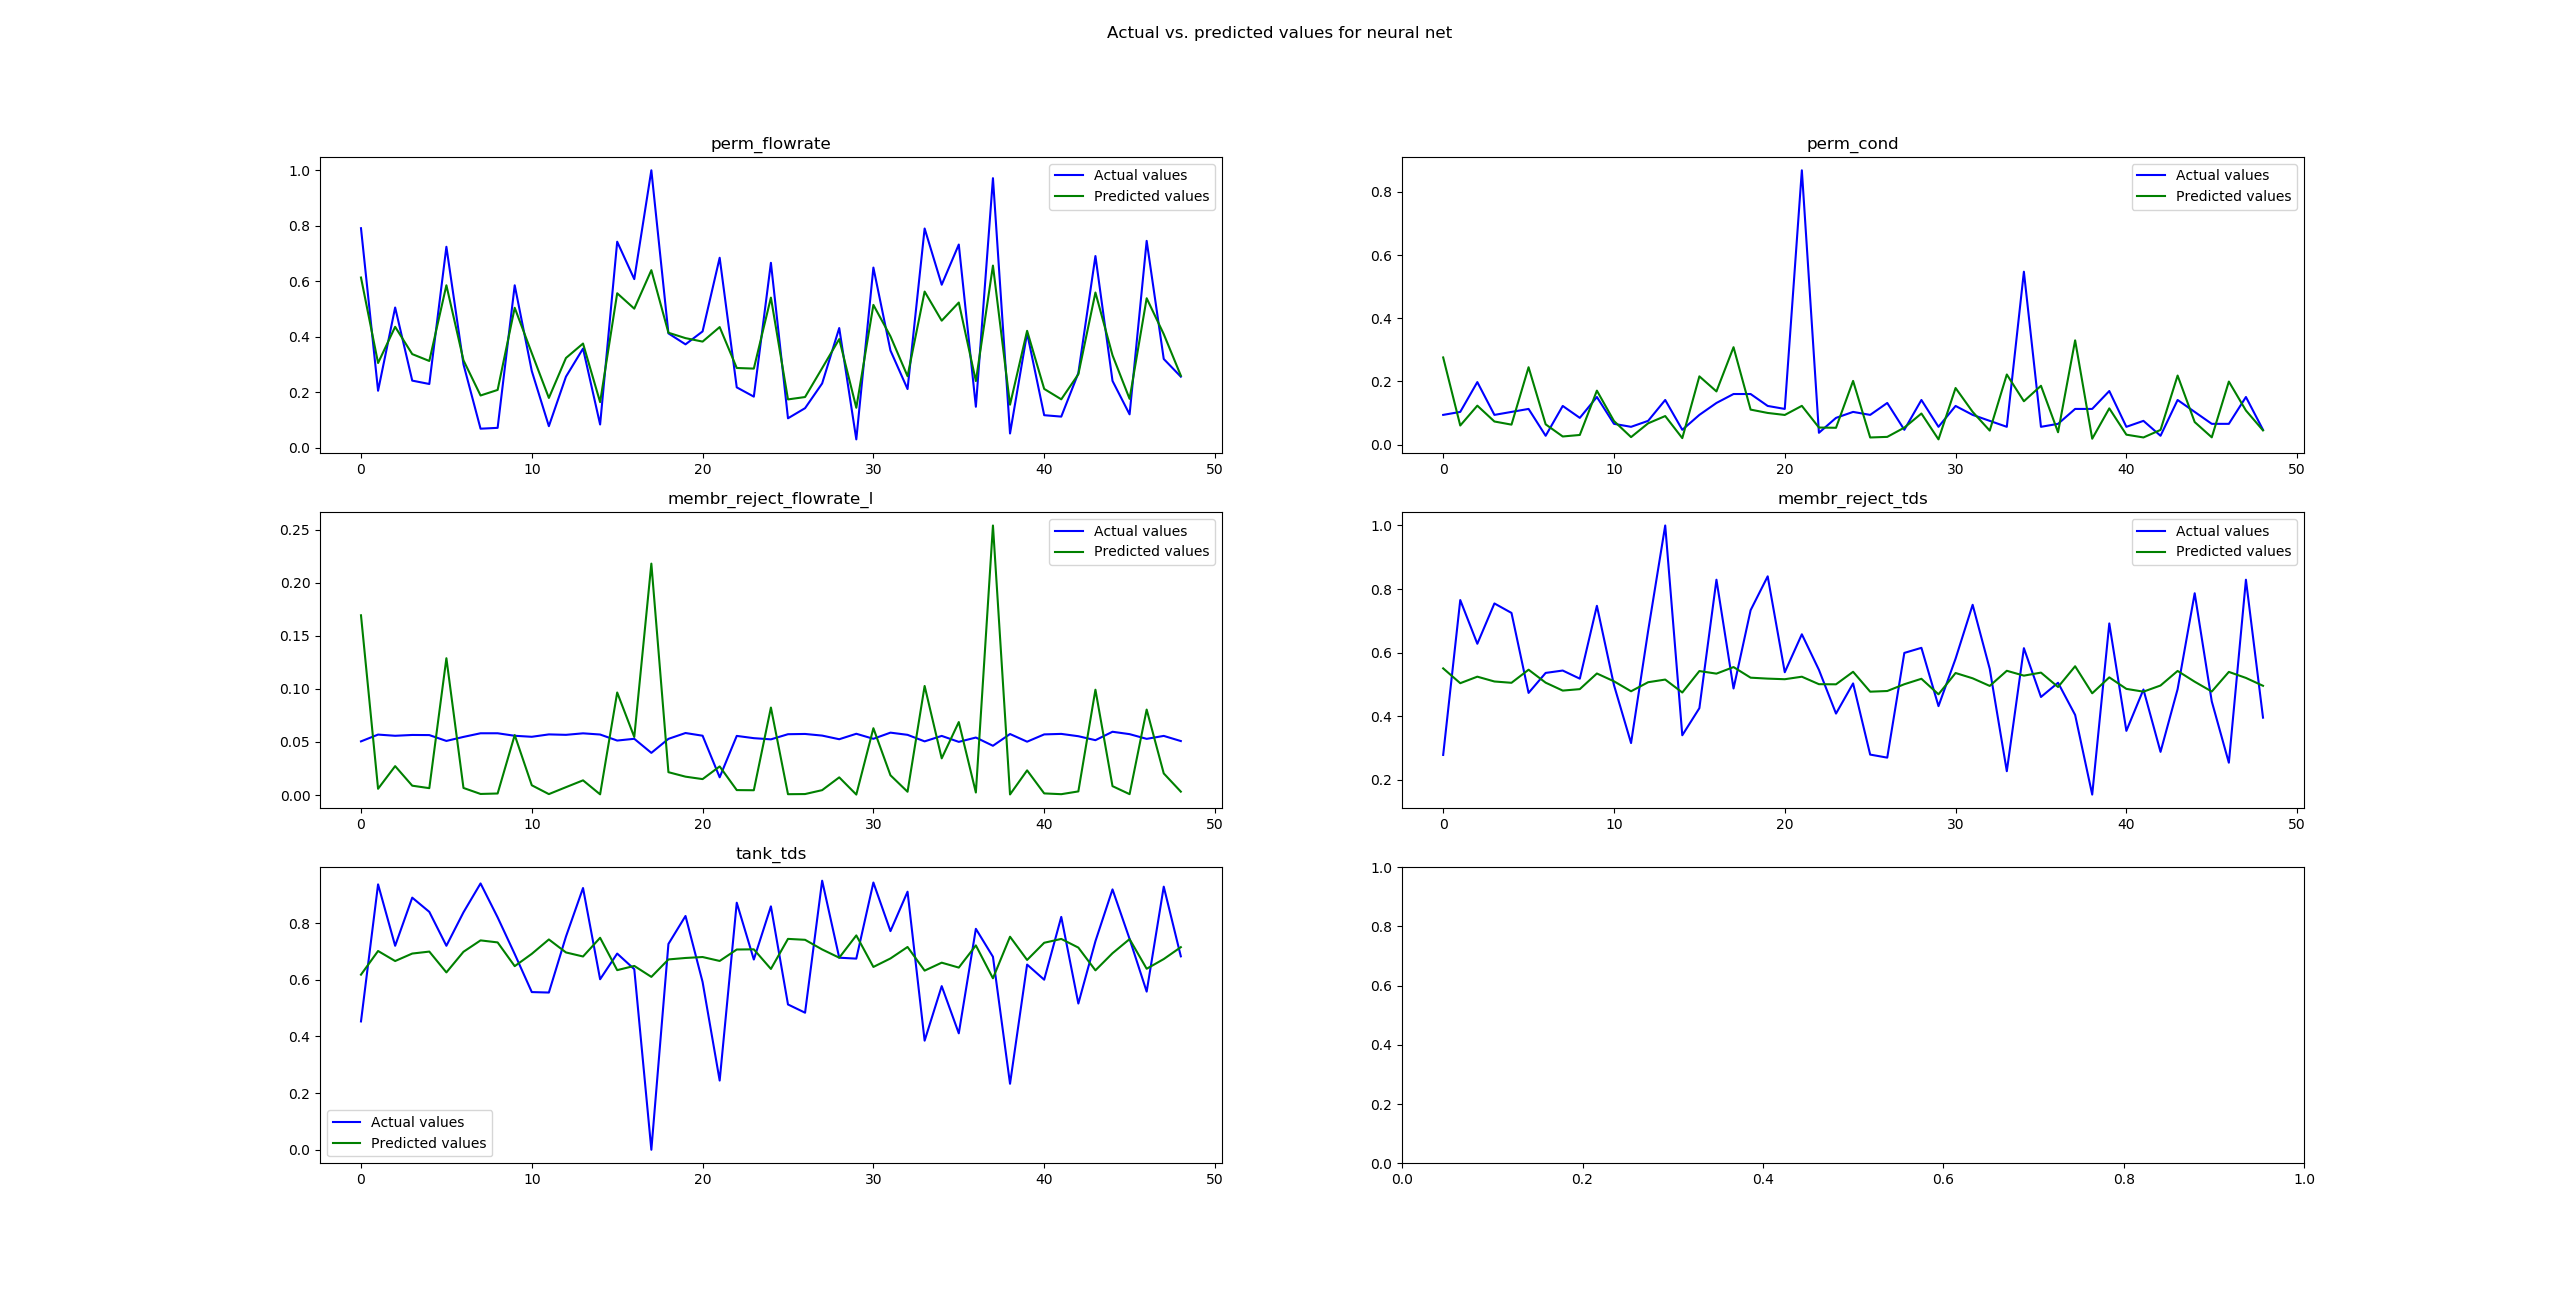 Actual vs. predicted values for neural net
perm_flowrate
1.0
0.8
0.6
0.4
0.2
0.0
0 10 20 30 40 50
Actual values
Predicted values
perm_cond
0.8
0.6
0.4
0.2
0.0
0 10 20 30 40 50
Actual values
Predicted values
membr_reject_flowrate_l
0.25
0.20
0.15
0.10
0.05
0.00
0 10 20 30 40 50
Actual values
Predicted values
membr_reject_tds
1.0
0.8
0.6
0.4
0.2
0 10 20 30 40 50
Actual values
Predicted values
tank_tds
0.8
0.6
0.4
0.2
0.0
0 10 20 30 40 50
Actual values
Predicted values
1.0
0.8
0.6
0.4
0.2
0.0
0.0 0.2 0.4 0.6 0.8 1.0